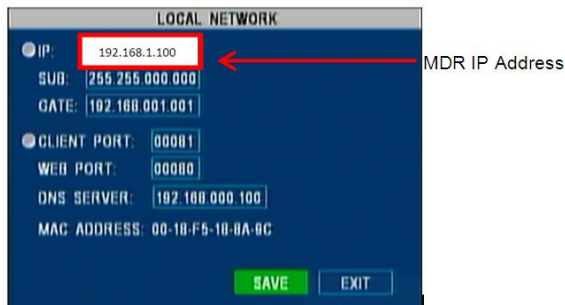 LOCAL NETWORK
IP: 192.168.1.100
MDR IP Address
SUB: 255.255.000.000
GATE: 192.168.001.001
CLIENT PORT: 00081
WEB PORT: 00080
DNS SERVER: 192.168.000.100
MAC ADDRESS: 00-18-F5-18-8A-9C
SAVE EXIT